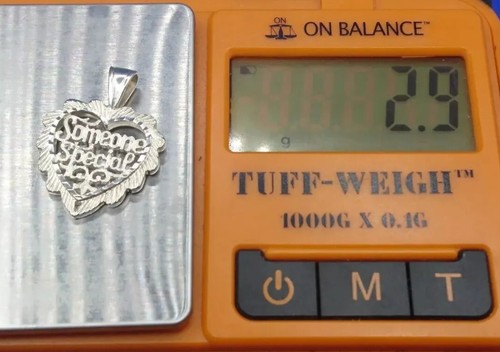 ON
ON BALANCE™
2.9
g
Someone
Special
TUFF-WEIGH™
1000G X 0.1G
M
T